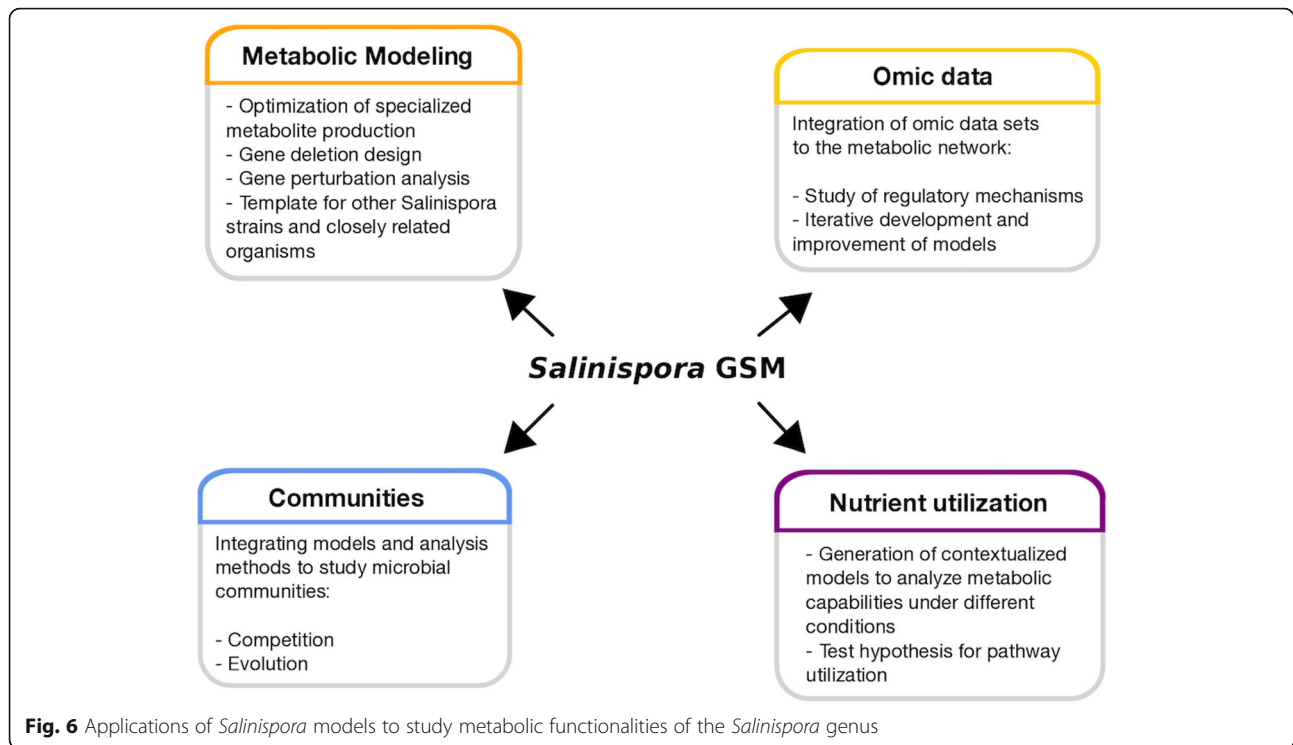 Metabolic Modeling
- Optimization of specialized
metabolite production
- Gene deletion design
- Gene perturbation analysis
- Template for other Salinispora
strains and closely related
organisms
Omic data
Integration of omic data sets
to the metabolic network:
- Study of regulatory mechanisms
- Iterative development and
improvement of models
Salinispora GSM
Communities
Integrating models and analysis
methods to study microbial
communities:
- Competition
- Evolution
Nutrient utilization
- Generation of contextualized
models to analyze metabolic
capabilities under different
conditions
- Test hypothesis for pathway
utilization
Fig. 6 Applications of Salinispora models to study metabolic functionalities of the Salinispora genus